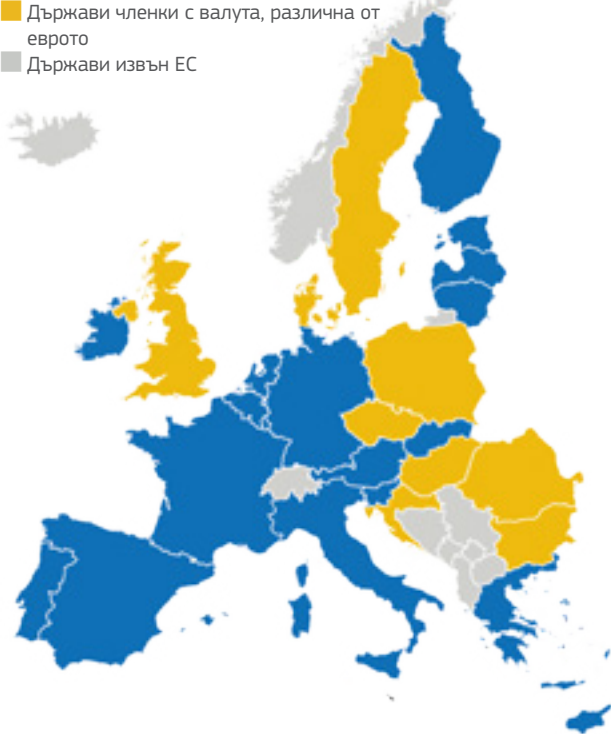 Държави членки с валута, различна от
еврото
Държави извън ЕС